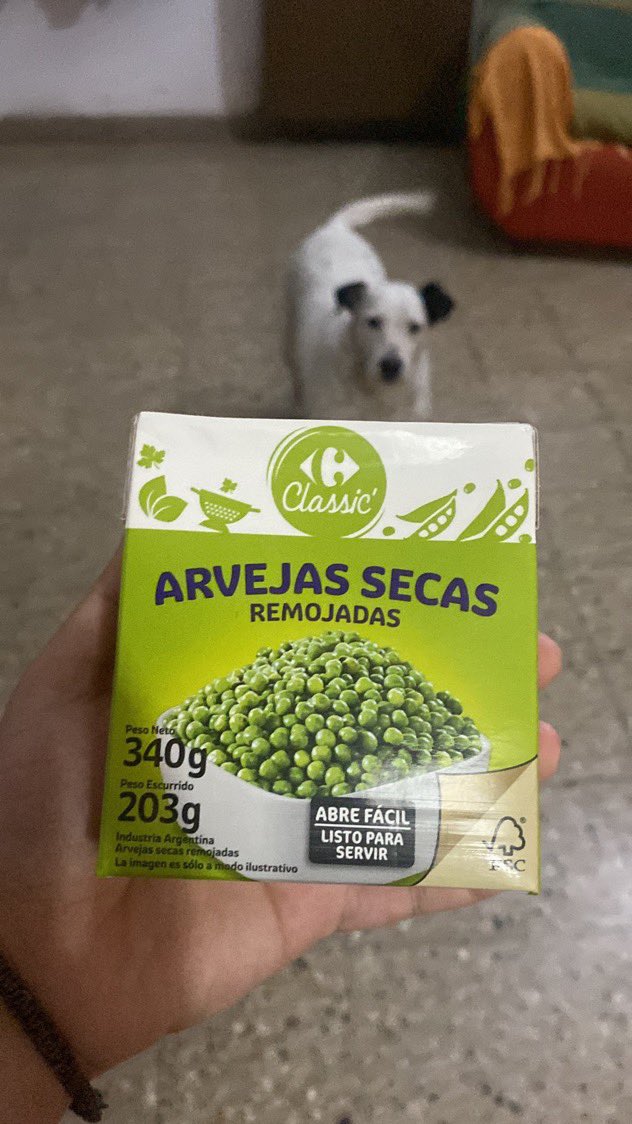 Classic'
ARVEJAS SECAS
REMOJADAS
Peso Neto
340g
Peso Escurrido
203g
Industria Argentina
Arvejas secas remojadas
La imagen es sólo a modo ilustrativo
ABRE FÁCIL
LISTO PARA
SERVIR
FSC